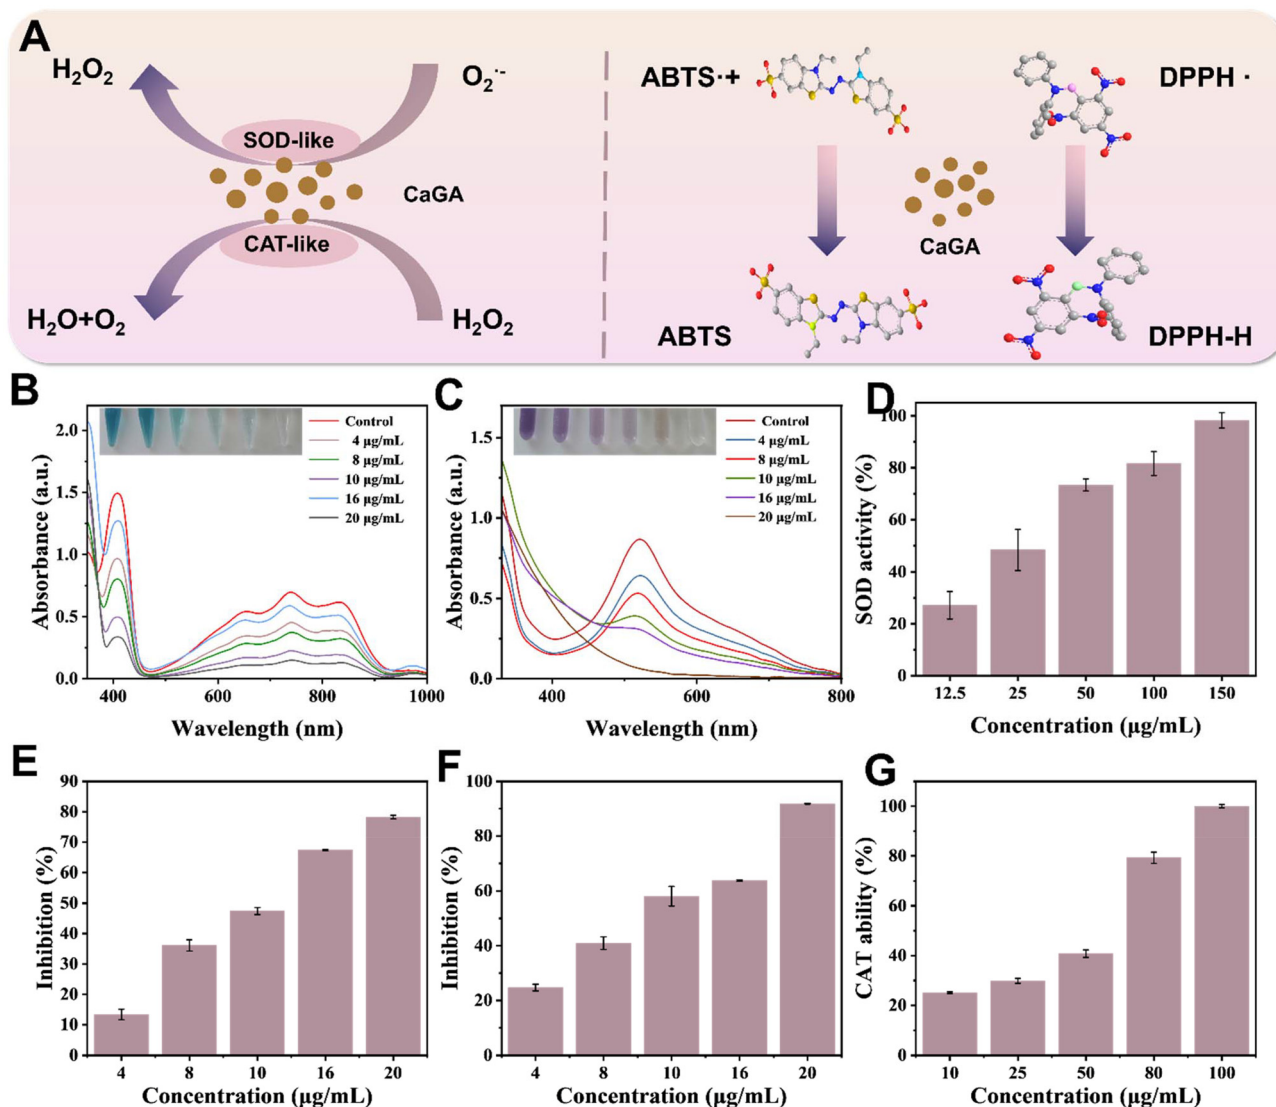 A
H₂O₂
O₂·-
SOD-like
CaGA
CAT-like
H₂O+O₂
H₂O₂
ABTS·+
DPPH ·
CaGA
ABTS
DPPH-H
B
2.0
1.5
1.0
0.5
0.0
400
600
800
1000
Absorbance (a.u.)
Wavelength (nm)
Control
4 μg/mL
8 μg/mL
10 μg/mL
16 μg/mL
20 μg/mL
C
1.5
1.0
0.5
0.0
400
600
800
Absorbance (a.u.)
Wavelength (nm)
Control
4 μg/mL
8 μg/mL
10 μg/mL
16 μg/mL
20 μg/mL
D
100
80
60
40
20
0
12.5
25
50
100
150
SOD activity (%)
Concentration (μg/mL)
E
90
80
70
60
50
40
30
20
10
0
4
8
10
16
20
Inhibition (%)
Concentration (μg/mL)
F
100
80
60
40
20
0
4
8
10
16
20
Inhibition (%)
Concentration (μg/mL)
G
100
80
60
40
20
0
10
25
50
80
100
CAT ability (%)
Concentration (μg/mL)